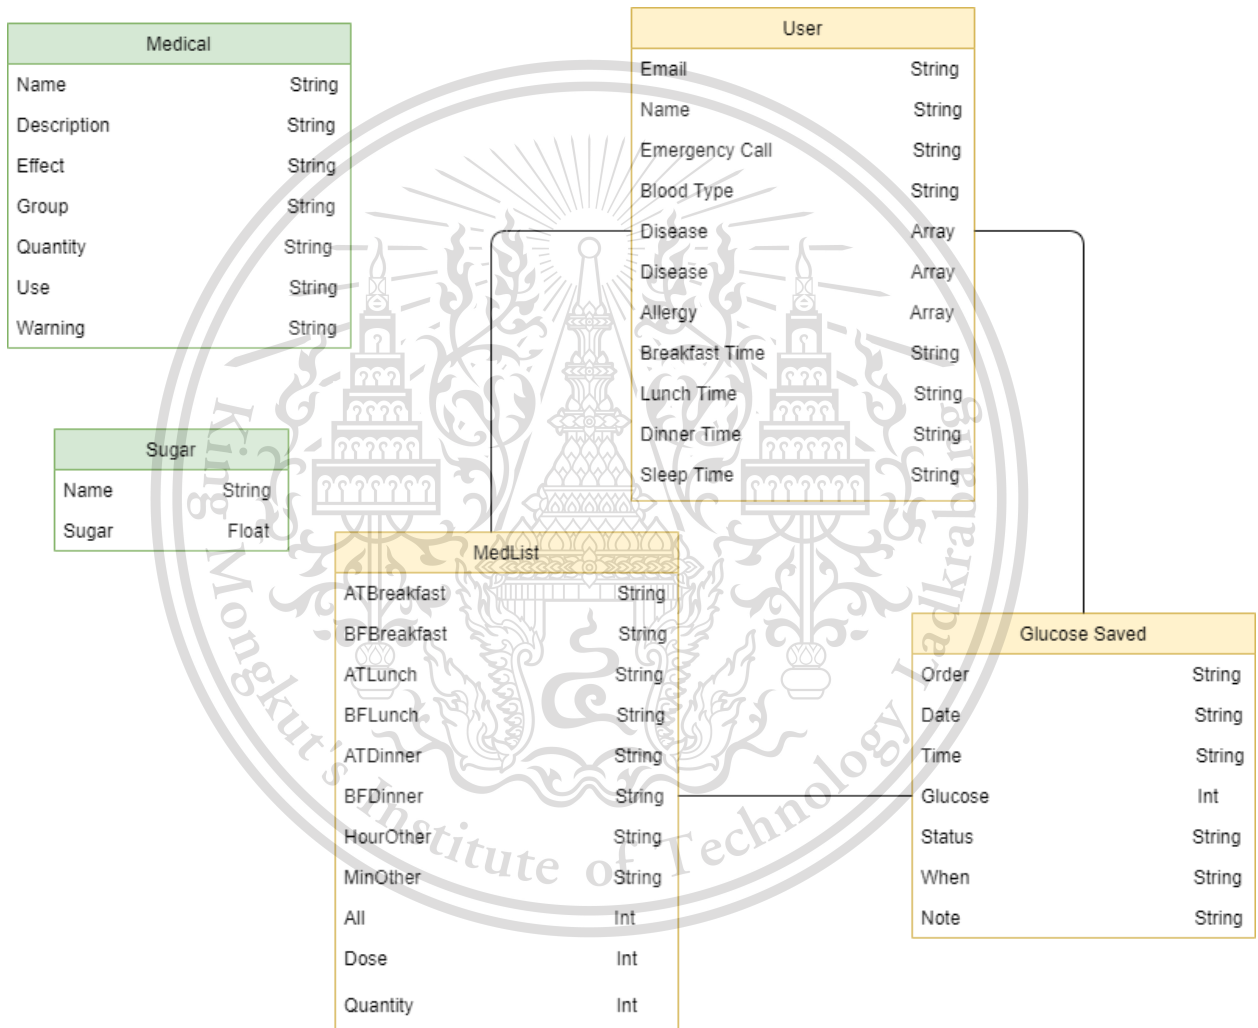 Medical
Name String
Description String
Effect String
Group String
Quantity String
Use String
Warning String
Sugar
Name String
Sugar Float
User
Email String
Name String
Emergency Call String
Blood Type String
Disease Array
Disease Array
Allergy Array
Breakfast Time String
Lunch Time String
Dinner Time String
Sleep Time String
MedList
ATBreakfast String
BFBreakfast String
ATLunch String
BFLunch String
ATDinner String
BFDinner String
HourOther String
MinOther String
All Int
Dose Int
Quantity Int
Glucose Saved
Order String
Date String
Time String
Glucose Int
Status String
When String
Note String
King Mongkut's Institute of Technology Ladkrabang